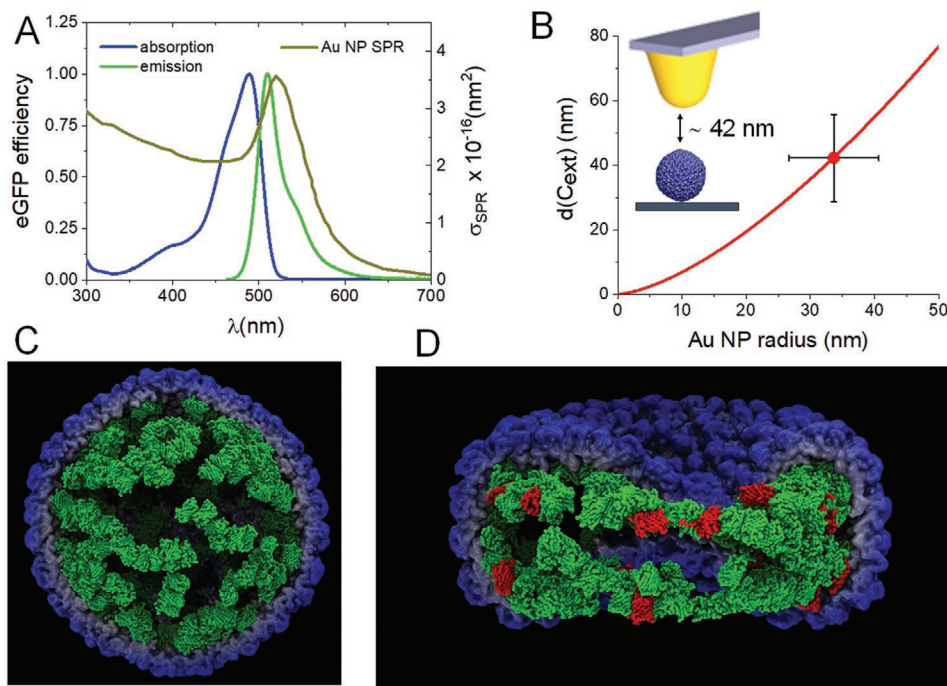 A
1.25
1.00
0.75
0.50
0.25
0.00
eGFP efficiency
absorption
emission
Au NP SPR
4
3
2
1
0
σSPR x 10-16(nm2)
300
400
500
600
700
λ(nm)
B
80
60
40
20
0
d(Cext) (nm)
~ 42 nm
0
10
20
30
40
50
Au NP radius (nm)
C
D